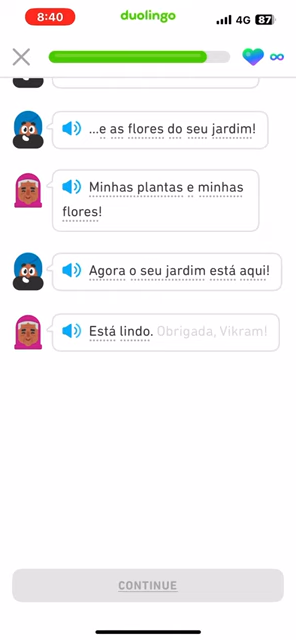 8:40
duolingo
4G 87
...e as flores do seu jardim!
Minhas plantas e minhas
flores!
Agora o seu jardim está aqui!
Está lindo. Obrigada, Vikram!
CONTINUE